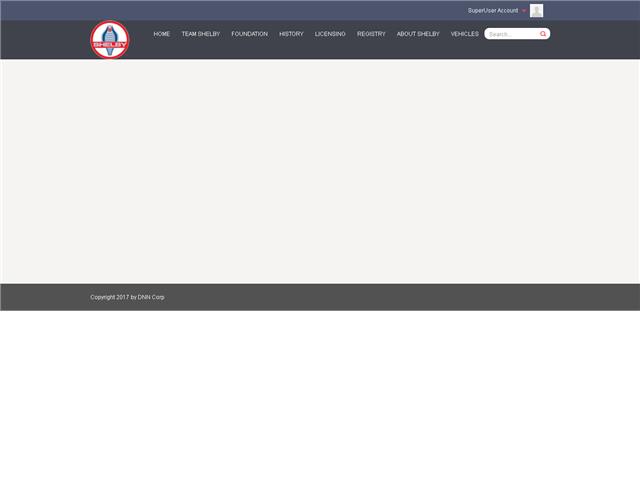 SuperUser Account
SHELBY
HOME TEAM SHELBY FOUNDATION HISTORY LICENSING REGISTRY ABOUT SHELBY VEHICLES Search...
Copyright 2017 by DNN Corp